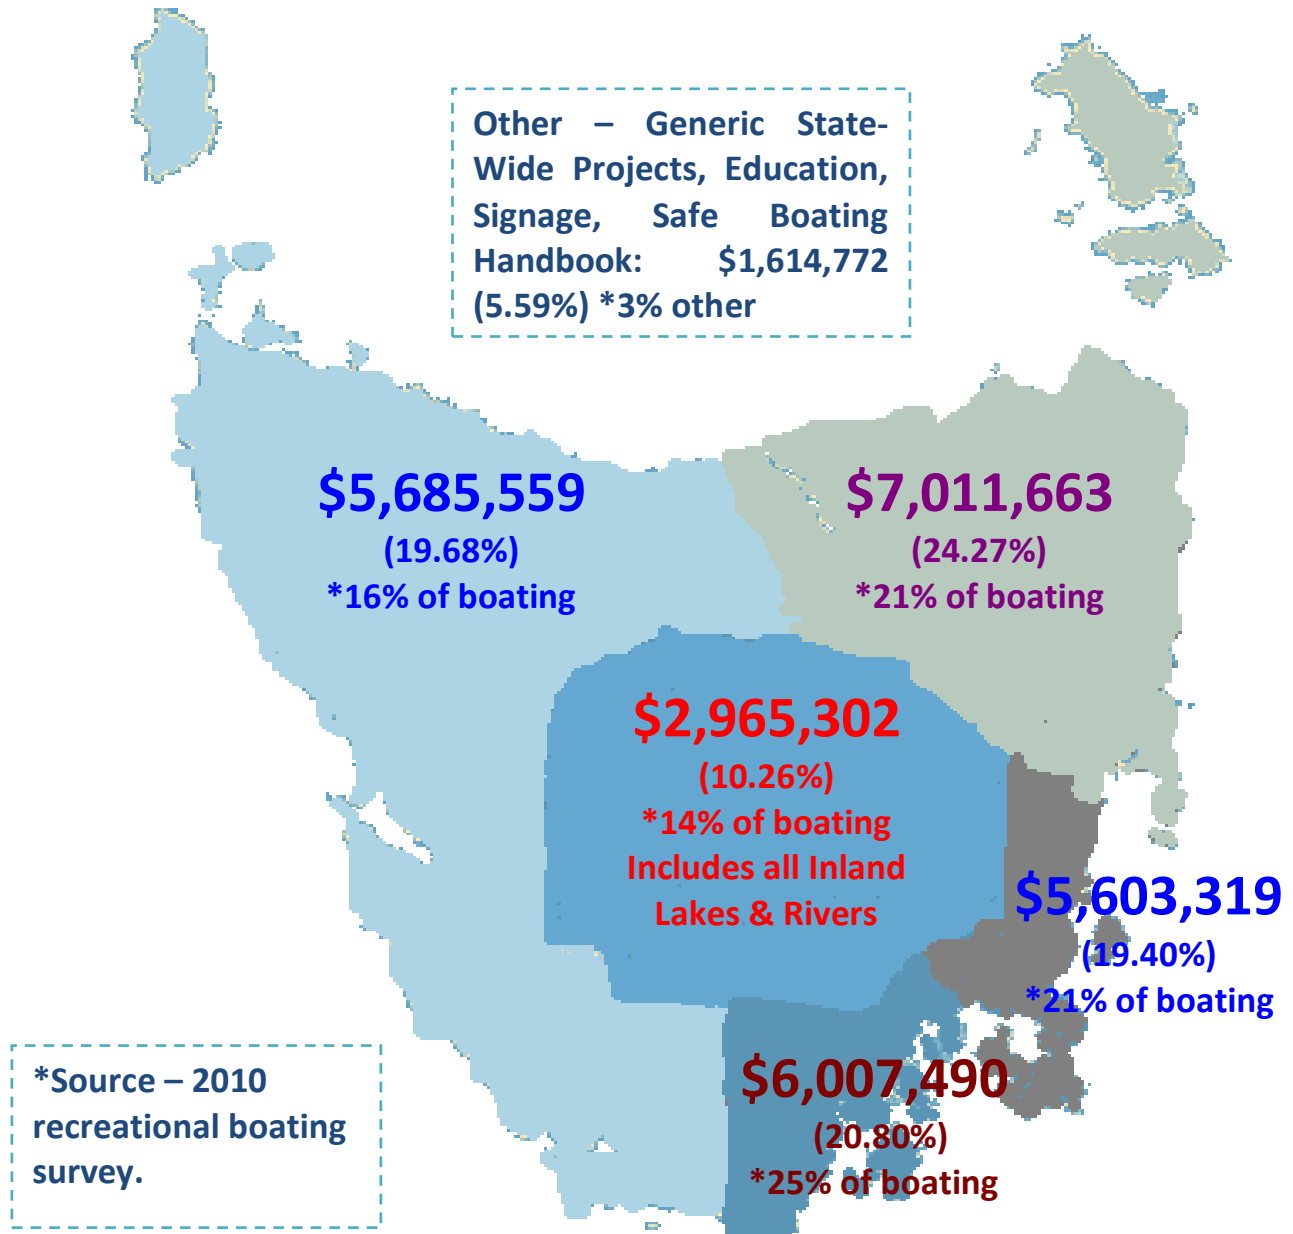 Other – Generic State-
Wide Projects, Education,
Signage, Safe Boating
Handbook: $1,614,772
(5.59%) *3% other
$5,685,559
(19.68%)
*16% of boating
$7,011,663
(24.27%)
*21% of boating
$2,965,302
(10.26%)
*14% of boating
Includes all Inland
Lakes & Rivers
$5,603,319
(19.40%)
*21% of boating
$6,007,490
(20.80%)
*25% of boating
*Source – 2010
recreational boating
survey.